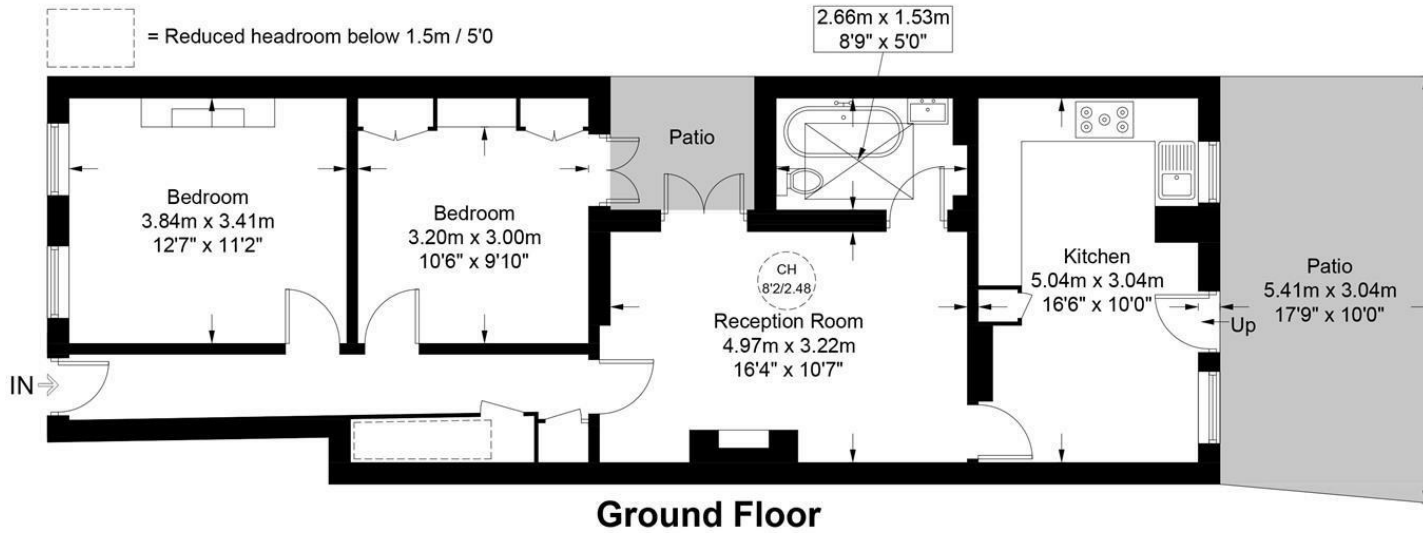 = Reduced headroom below 1.5m / 5'0
2.66m x 1.53m
8'9" x 5'0"
Patio
Bedroom
3.84m x 3.41m
12'7" x 11'2"
Bedroom
3.20m x 3.00m
10'6" x 9'10"
CH
8'2/2.48
Reception Room
4.97m x 3.22m
16'4" x 10'7"
Kitchen
5.04m x 3.04m
16'6" x 10'0"
Up
Patio
5.41m x 3.04m
17'9" x 10'0"
IN
Ground Floor